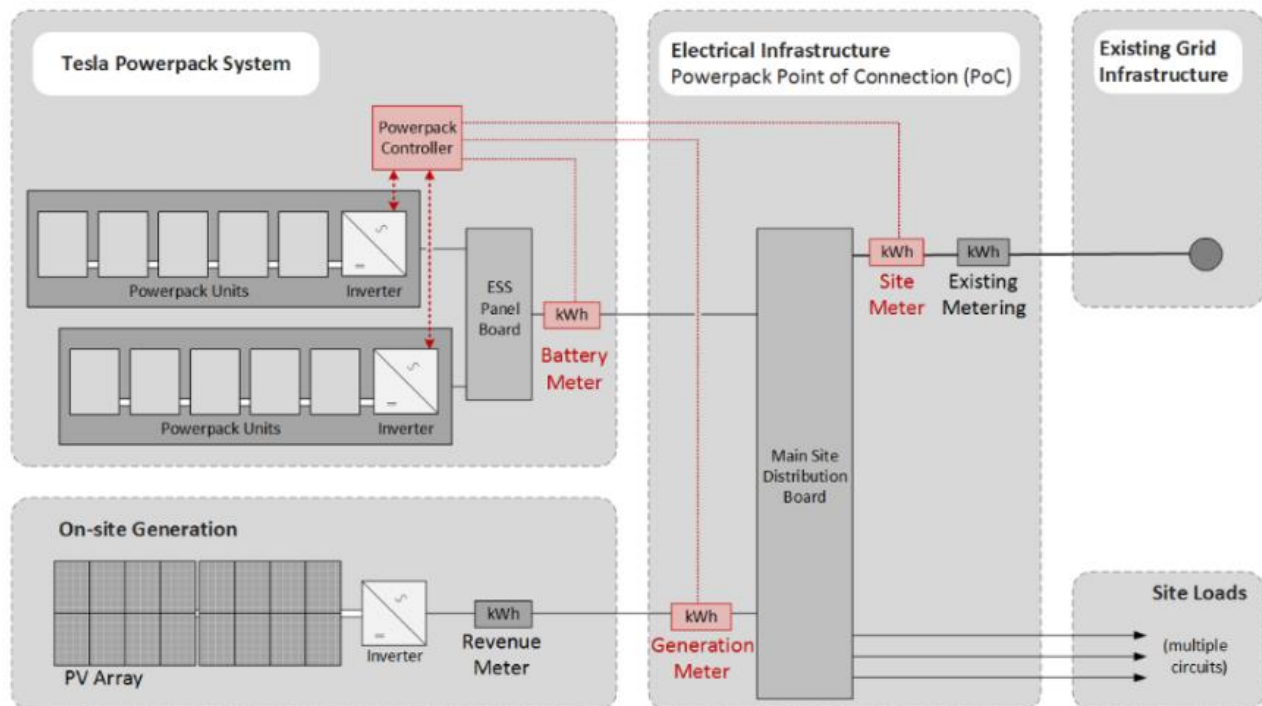 Tesla Powerpack System
Electrical Infrastructure
Powerpack Point of Connection (PoC)
Existing Grid
Infrastructure
Powerpack
Controller
Powerpack Units
Inverter
ESS
Panel
Board
kWh
Battery
Meter
kWh
Site
Meter
kWh
Existing
Metering
Powerpack Units
Inverter
Main Site
Distribution
Board
On-site Generation
PV Array
Inverter
kWh
Revenue
Meter
kWh
Generation
Meter
Site Loads
(multiple
circuits)